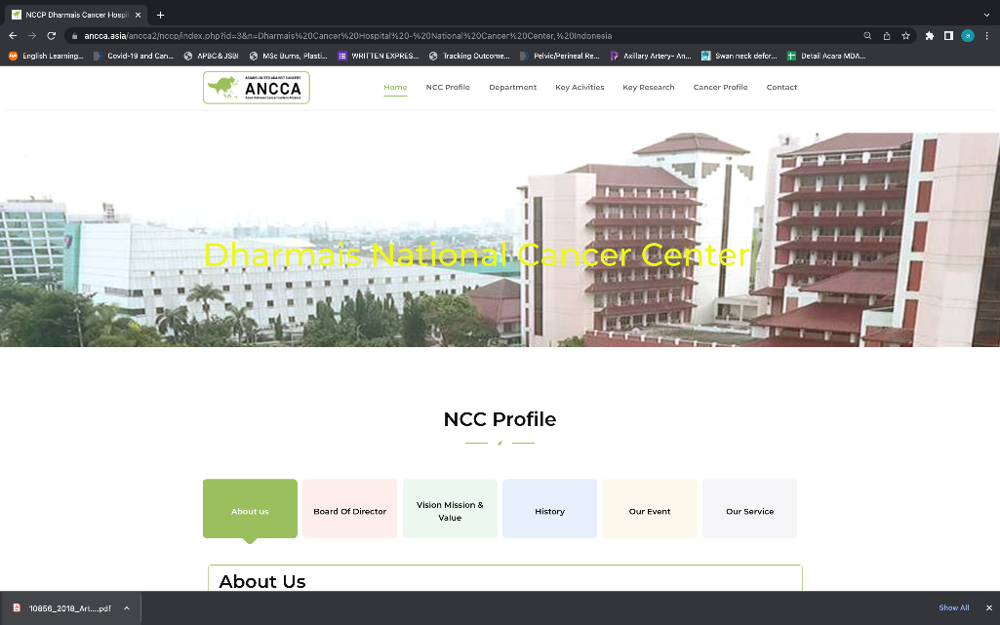 NCCP Dharmais Cancer Hospit
ancca.asia/ancca2/nccp/index.php?id=3&n=Dharmais%20Cancer%20Hospital%20-%20National%20Cancer%20Center,%20Indonesia
a
English Learning...
Covid-19 and Can...
APBC&JSBI
MSc Burns, Plasti...
WRITTEN EXPRES...
Tracking Outcome...
Pelvic/Perineal Re...
Axillary Artery- An...
Swan neck defor...
Detail Acara MDA...
ASIANS UNITED AGAINST CANCERS
ANCCA
Asian National Cancer Centers Alliance
Home
NCC Profile
Department
Key Acivities
Key Research
Cancer Profile
Contact
Dharmais National Cancer Center
NCC Profile
About us
Board Of Director
Vision Mission &
Value
History
Our Event
Our Service
About Us
10856_2018_Art....pdf
Show All